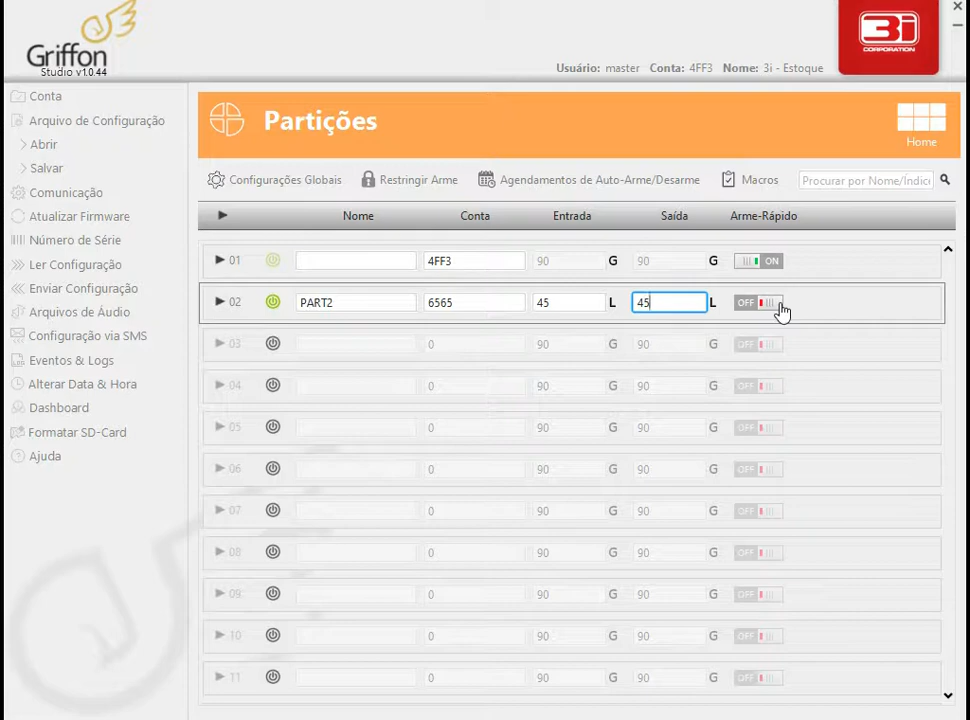 Griffon
Studio v1.0.44
3i
CORPORATION
Usuário: master Conta: 4FF3 Nome: 3i - Estoque
Conta
Arquivo de Configuração
Abrir
Salvar
Comunicação
Atualizar Firmware
Número de Série
Ler Configuração
Enviar Configuração
Arquivos de Áudio
Configuração via SMS
Eventos & Logs
Alterar Data & Hora
Dashboard
Formatar SD-Card
Ajuda
Partições
Home
Configurações Globais Restringir Arme Agendamentos de Auto-Arme/Desarme Macros Procurar por Nome/Índice
Nome Conta Entrada Saída Arme-Rápido
01 4FF3 90 G 90 G ON
02 PART2 6565 45 L 45 L OFF
03 0 90 G 90 G OFF
04 0 90 G 90 G OFF
05 0 90 G 90 G OFF
06 0 90 G 90 G OFF
07 0 90 G 90 G OFF
08 0 90 G 90 G OFF
09 0 90 G 90 G OFF
10 0 90 G 90 G OFF
11 0 90 G 90 G OFF